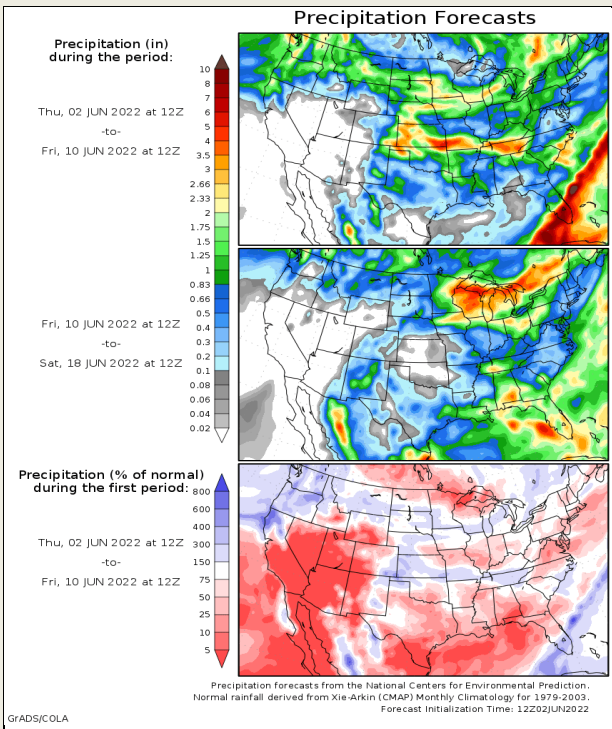 Precipitation Forecasts
Precipitation (in)
during the period:
Thu, 02 JUN 2022 at 12Z
-to-
Fri, 10 JUN 2022 at 12Z
Fri, 10 JUN 2022 at 12Z
-to-
Sat, 18 JUN 2022 at 12Z
10
8
7
6
5
4
3.5
3
2.66
2.33
2
1.75
1.5
1.25
1
0.83
0.66
0.5
0.4
0.3
0.2
0.1
0.08
0.06
0.04
0.02
Precipitation (% of normal)
during the first period:
Thu, 02 JUN 2022 at 12Z
-to-
Fri, 10 JUN 2022 at 12Z
800
600
400
300
150
75
50
25
10
5
Precipitation forecasts from the National Centers for Environmental Prediction.
Normal rainfall derived from Xie-Arkin (CMAP) Monthly Climatology for 1979-2003.
Forecast Initialization Time: 12Z02JUN2022
GrADS/COLA